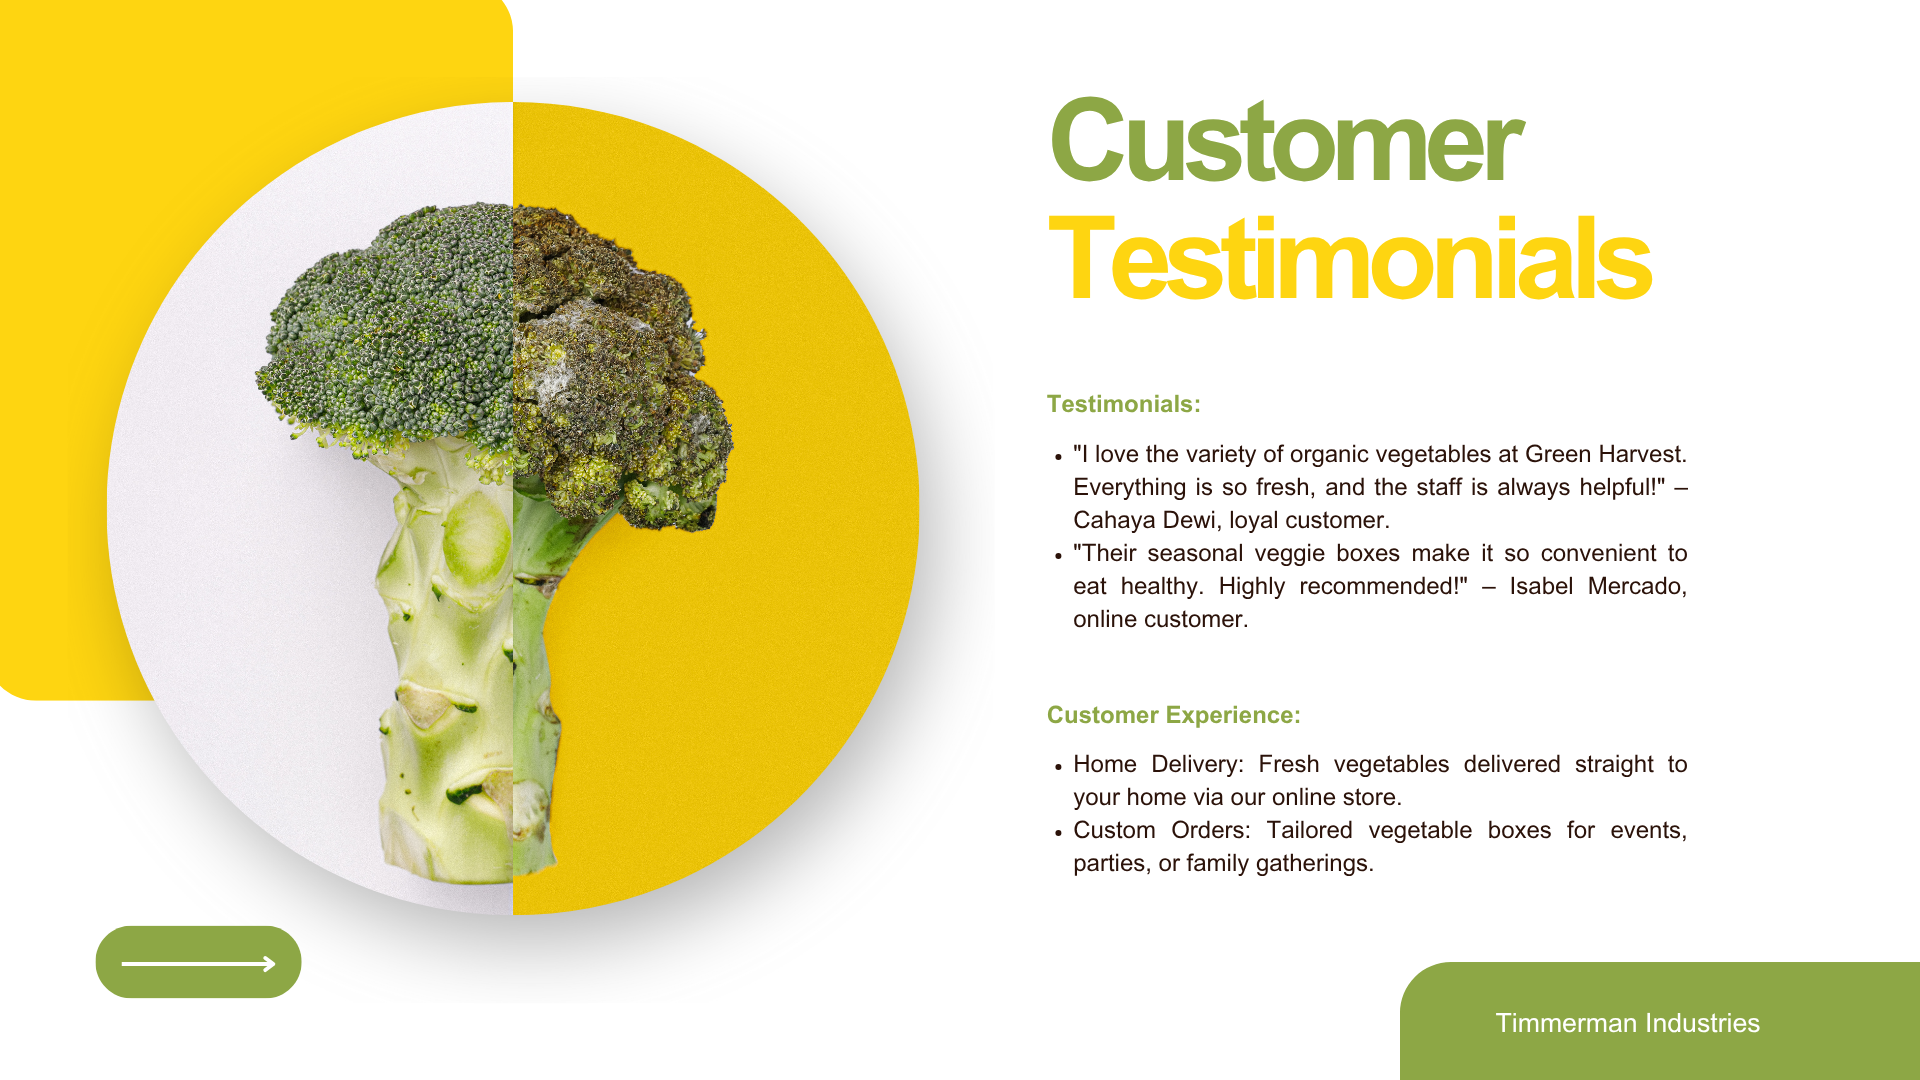 Customer
Testimonials
Testimonials:
• "I love the variety of organic vegetables at Green Harvest.
Everything is so fresh, and the staff is always helpful!" –
Cahaya Dewi, loyal customer.
• "Their seasonal veggie boxes make it so convenient to
eat healthy. Highly recommended!" – Isabel Mercado,
online customer.
Customer Experience:
• Home Delivery: Fresh vegetables delivered straight to
your home via our online store.
• Custom Orders: Tailored vegetable boxes for events,
parties, or family gatherings.
Timmerman Industries